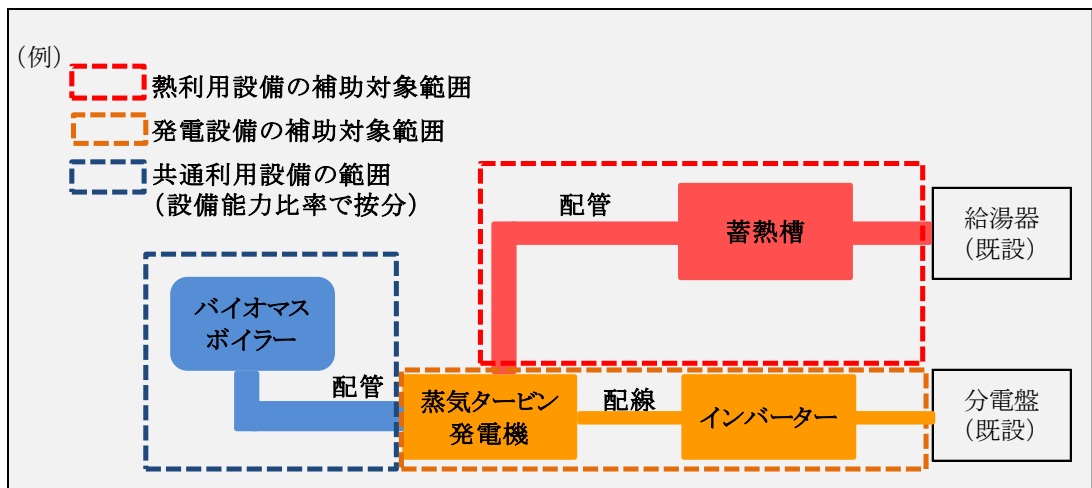 (例)
熱利用設備の補助対象範囲
発電設備の補助対象範囲
共通利用設備の範囲
(設備能力比率で按分)
配管
蓄熱槽
給湯器
(既設)
バイオマス
ボイラー
配管
蒸気タービン
発電機
配線
インバーター
分電盤
(既設)